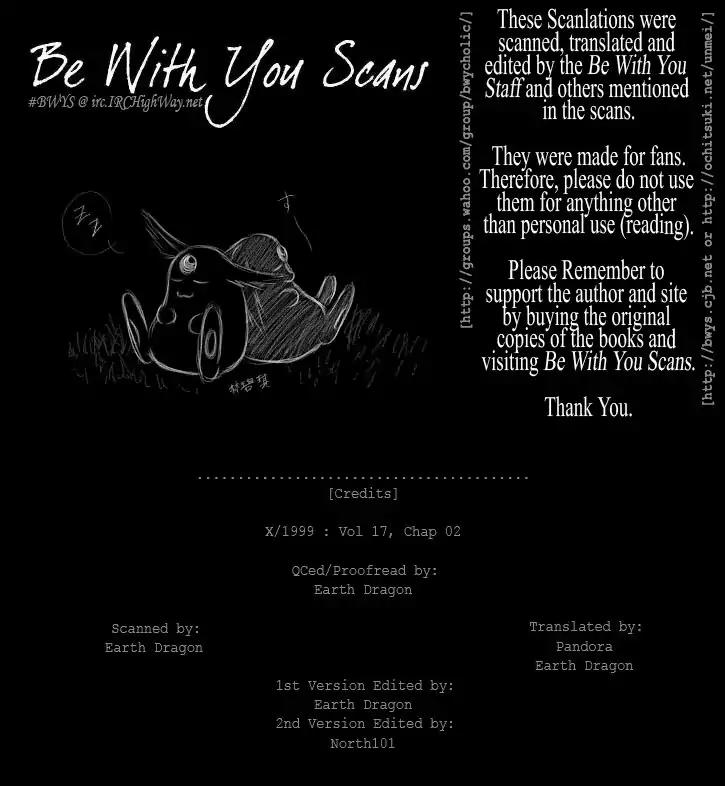 Be With You Scans
#BWYS @ irc.IRCHighWay.net
These Scanlations were
scanned, translated and
edited by the Be With You
Staff and others mentioned
in the scans.
They were made for fans.
Therefore, please do not use
them for anything other
than personal use (reading).
Please Remember to
support the author and site
by buying the original
copies of the books and
visiting Be With You Scans.
Thank You.
[http://groups.wahoo.com/group/bwycholic/]
[http://bwys.cjb.net or http://ochitsuki.net/unmei/]
Z Z
す
林碧琪
........................................
[Credits]
X/1999 : Vol 17, Chap 02
QCed/Proofread by:
Earth Dragon
Scanned by:
Earth Dragon
Translated by:
Pandora
Earth Dragon
1st Version Edited by:
Earth Dragon
2nd Version Edited by:
North101